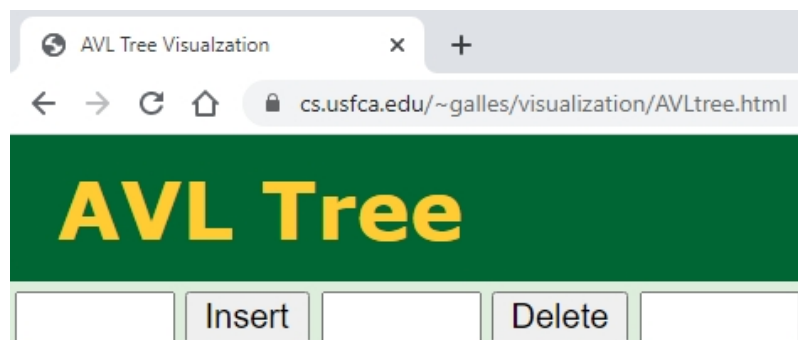 AVL Tree Visualzation
cs.usfca.edu/~galles/visualization/AVLtree.html
AVL Tree
Insert Delete